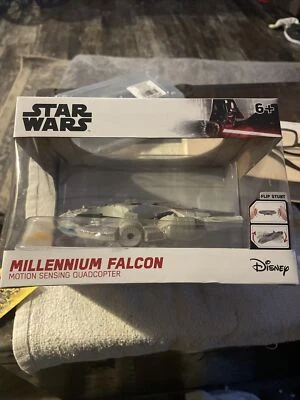 STAR
WARS
6+
FLIP STUNT
MILLENNIUM FALCON
MOTION SENSING QUADCOPTER
Disney